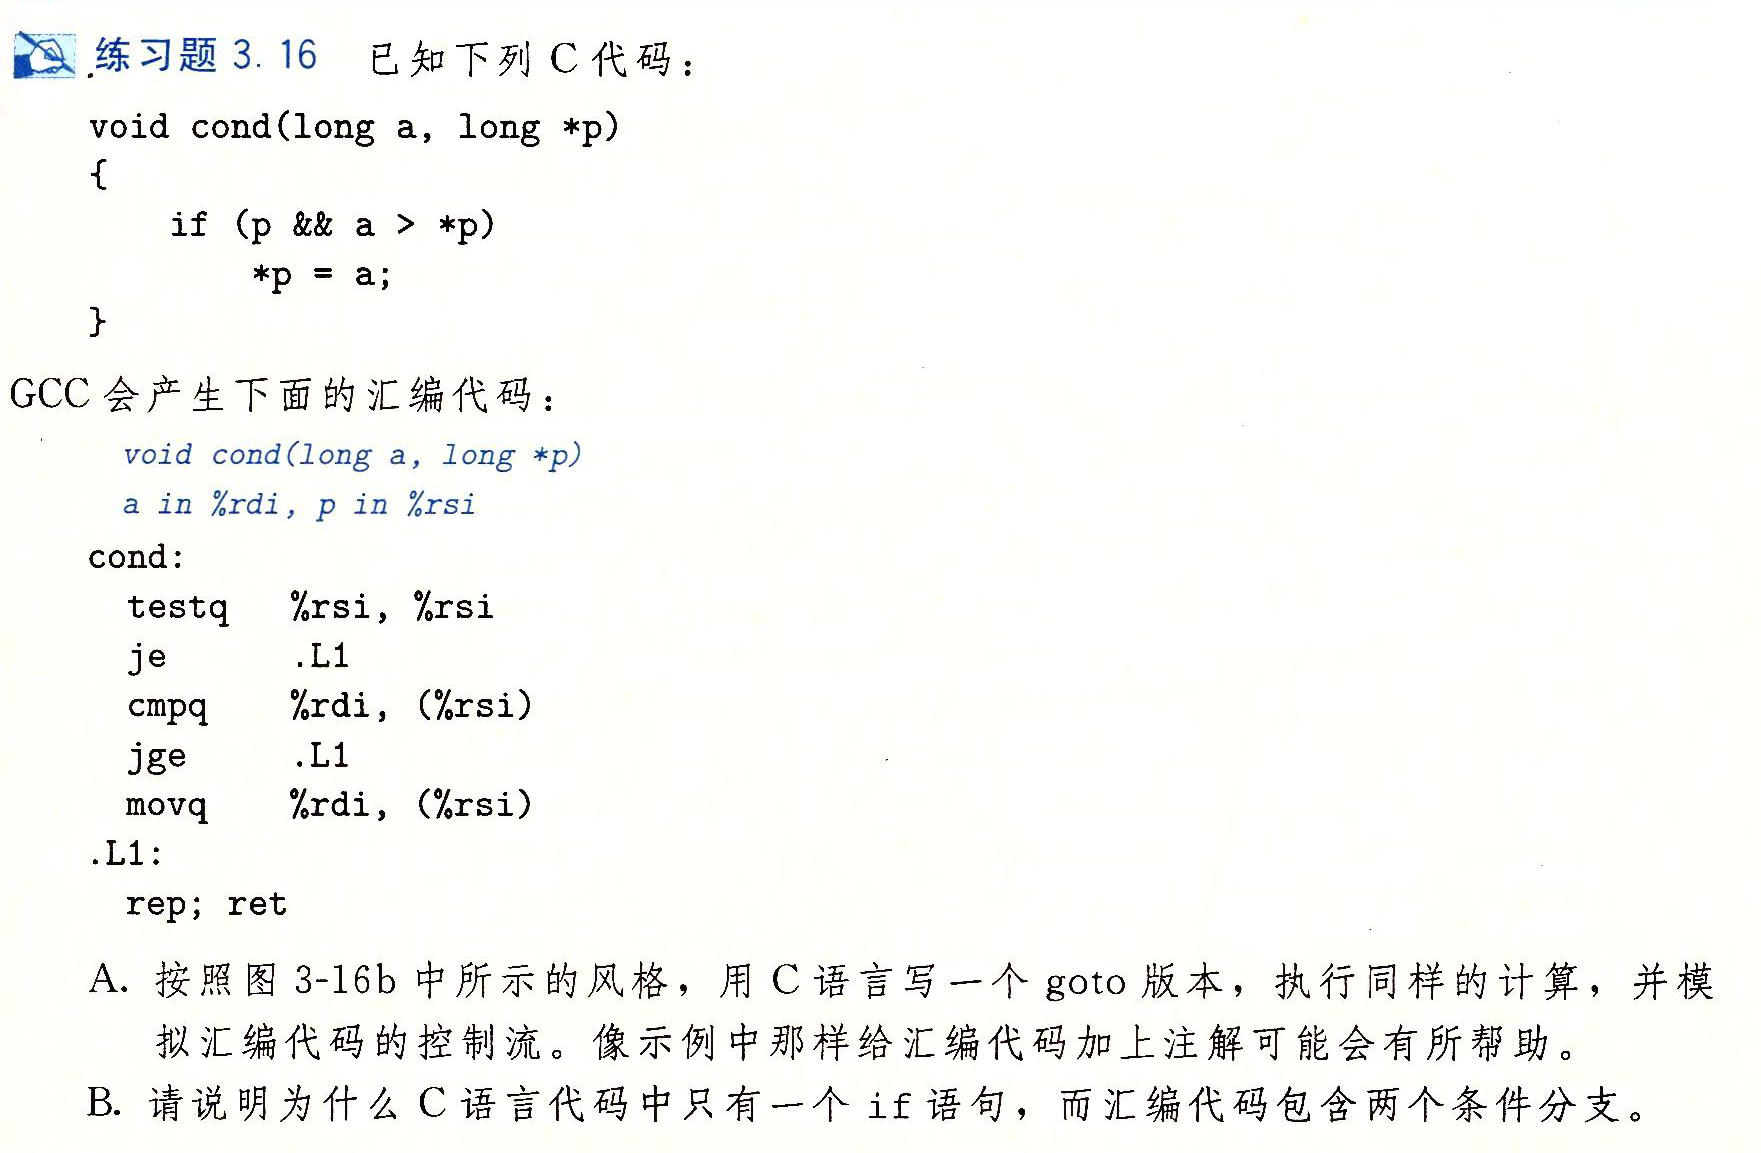 练习题 3.16 已知下列 C 代码：
void cond(long a, long *p)
{
    if (p && a > *p)
        *p = a;
}
GCC 会产生下面的汇编代码：
void cond(long a, long *p)
a in %rdi, p in %rsi
cond:
  testq   %rsi, %rsi
  je      .L1
  cmpq    %rdi, (%rsi)
  jge     .L1
  movq    %rdi, (%rsi)
.L1:
  rep; ret
A. 按照图 3-16b 中所示的风格，用 C 语言写一个 goto 版本，执行同样的计算，并模
拟汇编代码的控制流。像示例中那样给汇编代码加上注解可能会有所帮助。
B. 请说明为什么 C 语言代码中只有一个 if 语句，而汇编代码包含两个条件分支。